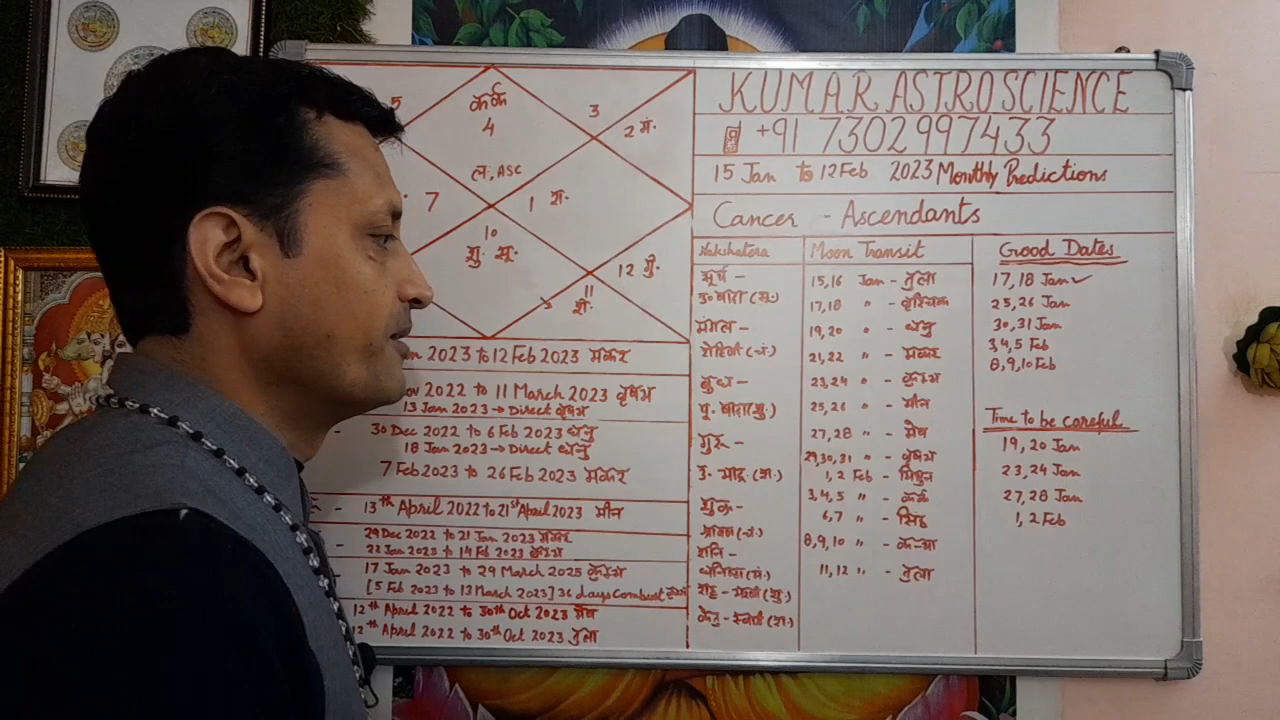 KUMAR ASTROSCIENCE
+91 7302997433
15 Jan to 12 Feb 2023 Monthly Predictions
Cancer - Ascendants
5
कर्क
4
3
2 मं.
ल. ASC
7
1 रा.
10
शु. सू.
12 गु.
11
श.
n 2023 to 12 Feb 2023 मकर
ov 2022 to 11 March 2023 वृषभ
13 Jan 2023 → Direct वृषभ
- 30 Dec 2022 to 6 Feb 2023 धनु
18 Jan 2023 → Direct धनु
7 Feb 2023 to 26 Feb 2023 मकर
- 13th April 2022 to 21st April 2023 मीन
- 29 Dec 2022 to 21 Jan 2023 मकर
22 Jan 2023 to 14 Feb 2023 कुंभ
17 Jan 2023 to 29 March 2025 कुंभ
[5 Feb 2023 to 13 March 2023] 36 days Combust कुंभ
12th April 2022 to 30th Oct 2023 मेष
12th April 2022 to 30th Oct 2023 तुला
Nakshatera
सूर्य -
उ. षाढा (सू.)
मंगल -
रोहिणी (चं.)
बुध -
पू. षाढा (शु.)
गुरू -
उ. भाद्र (श.)
शुक्र -
श्रवण (चं.)
शनि -
धनिष्ठा (मं.)
राहु - भरणी (शु.)
केतु - स्वाती (रा.)
Moon Transit
15,16 Jan - तुला
17,18 " - वृश्चिक
19,20 " - धनु
21,22 " - मकर
23,24 " - कुंभ
25,26 " - मीन
27,28 " - मेष
29,30,31 " - वृषभ
1,2 Feb - मिथुन
3,4,5 " - कर्क
6,7 " - सिंह
8,9,10 " - कन्या
11,12 " - तुला
Good Dates
17,18 Jan ✓
25,26 Jan
30,31 Jan
3,4,5 Feb
8,9,10 Feb
Time to be careful
19,20 Jan
23,24 Jan
27,28 Jan
1,2 Feb